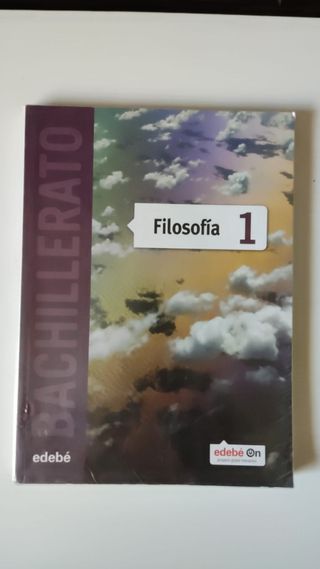 BACHILLERATO
Filosofía 1
edebé
edebé On